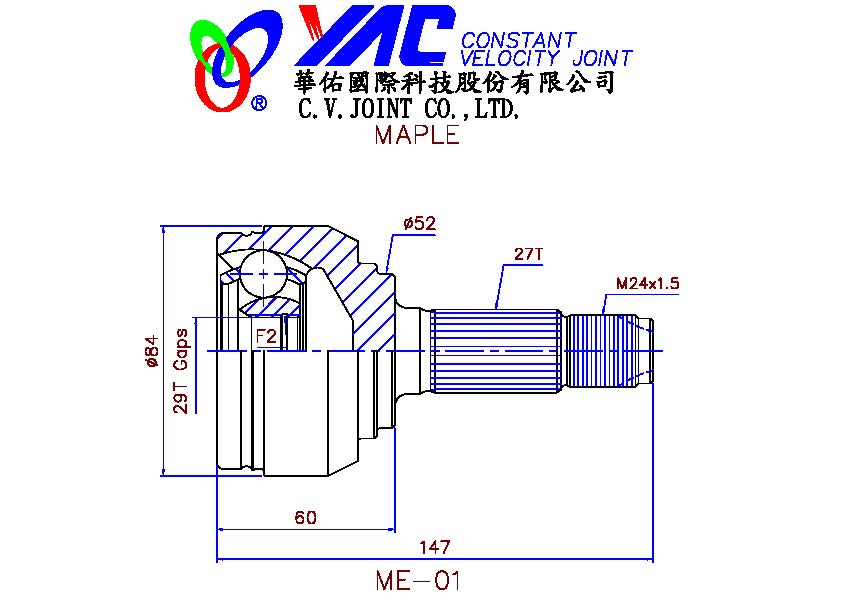 YAC CONSTANT
VELOCITY JOINT
®
華佑國際科技股份有限公司
C.V.JOINT CO.,LTD.
MAPLE
ø52
27T
M24x1.5
F2
ø84
29T Gaps
60
147
ME-01